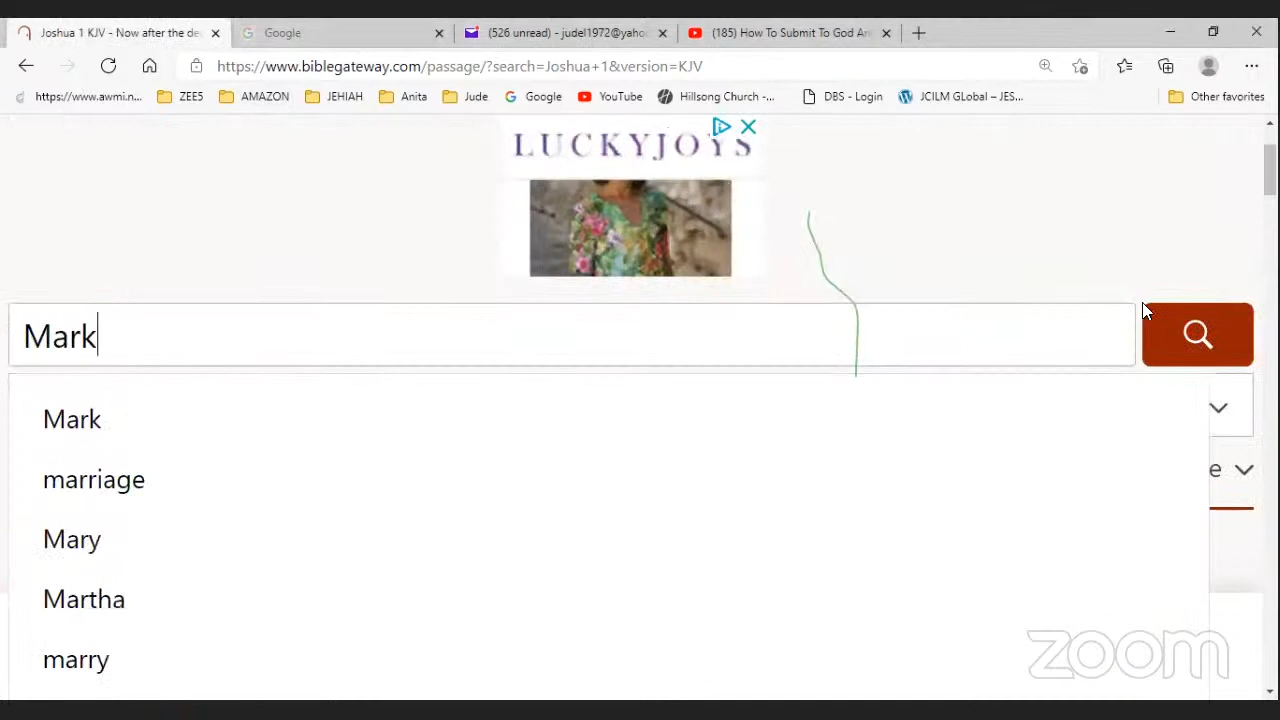 Joshua 1 KJV - Now after the de
Google
(526 unread) - judel1972@yaho
(185) How To Submit To God An
https://www.biblegateway.com/passage/?search=Joshua+1&version=KJV
https://www.awmi.n...
ZEE5
AMAZON
JEHIAH
Anita
Jude
Google
YouTube
Hillsong Church -...
DBS - Login
JCILM GLobal – JES...
Other favorites
LUCKYJOYS
Mark
Mark
marriage
Mary
Martha
marry
e
zoom